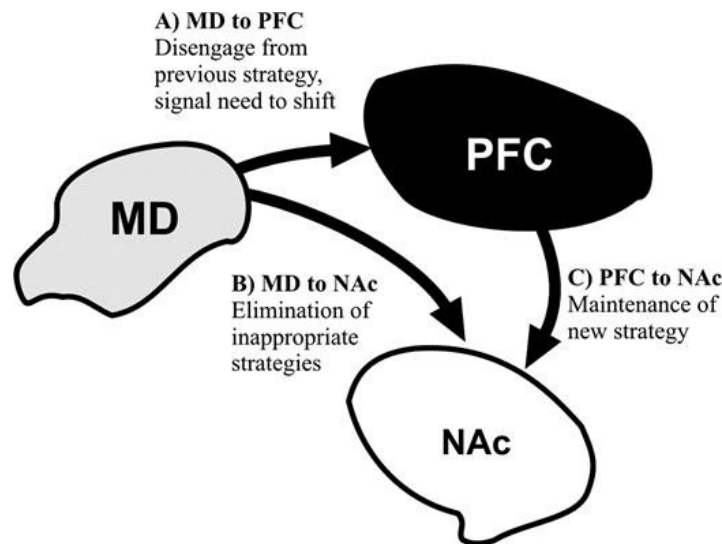 A) MD to PFC
Disengage from
previous strategy,
signal need to shift
PFC
MD
B) MD to NAc
Elimination of
inappropriate
strategies
C) PFC to NAc
Maintenance of
new strategy
NAc